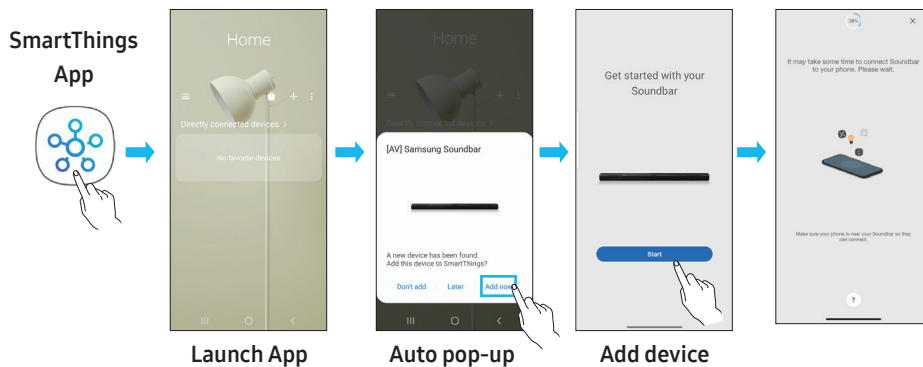 SmartThings
App
Home
Directly connected devices >
No favorite devices
Launch App
Home
Directly connected devices >
[AV] Samsung Soundbar
A new device has been found.
Add this device to SmartThings?
Don't add Later Add now
Auto pop-up
Get started with your
Soundbar
Start
Add device
38%
It may take some time to connect Soundbar
to your phone. Please wait.
Make sure your phone is near your Soundbar so they
can connect.
?